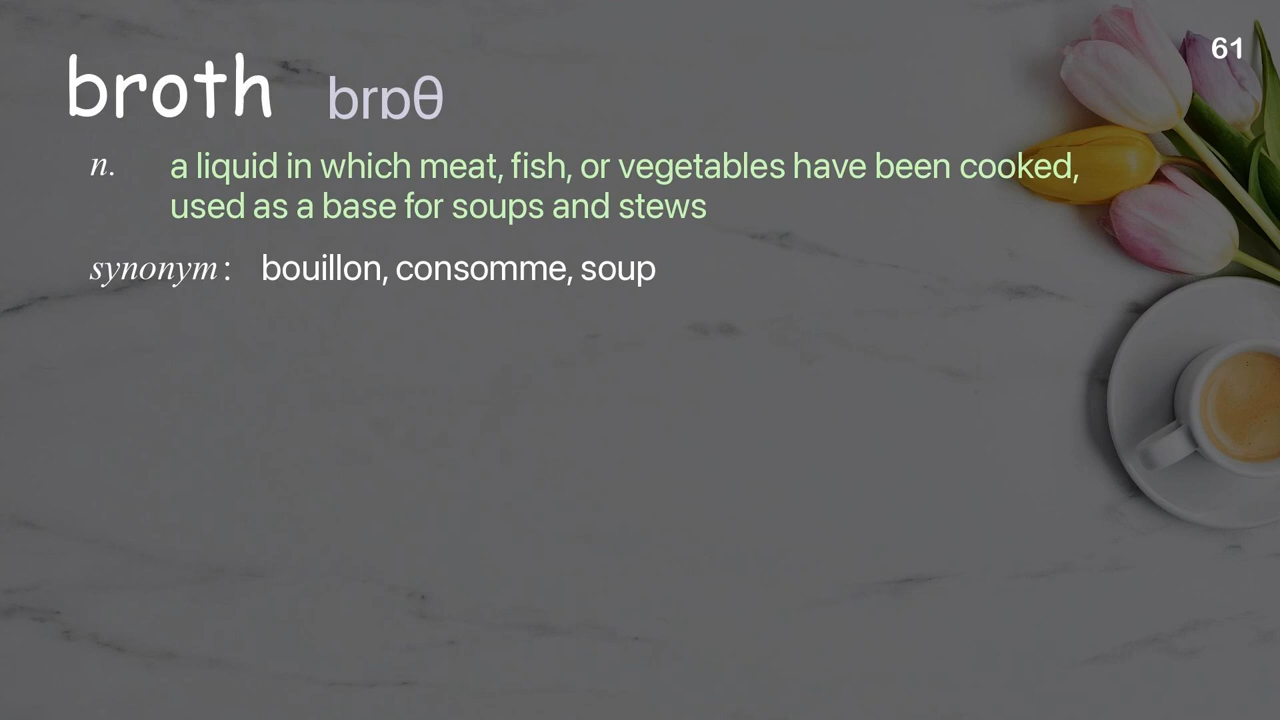 61
broth brɒθ
n. a liquid in which meat, fish, or vegetables have been cooked,
used as a base for soups and stews
synonym : bouillon, consomme, soup